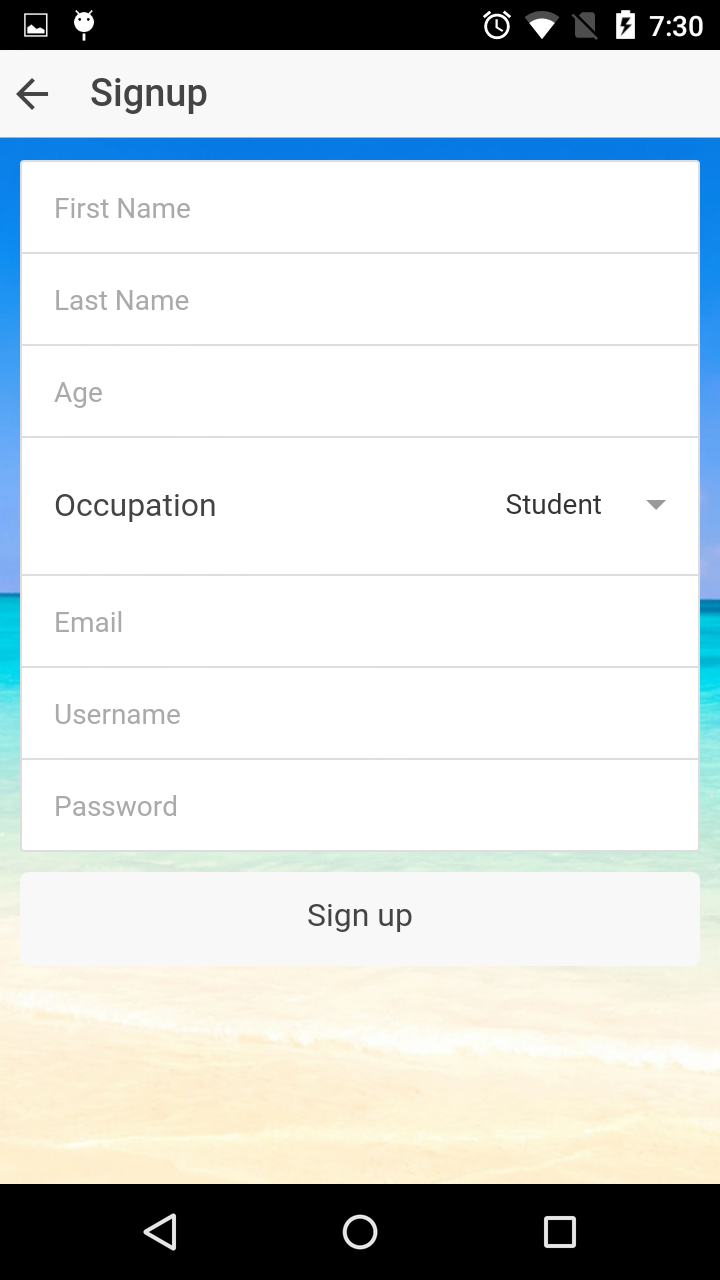 7:30
Signup
First Name
Last Name
Age
Occupation Student
Email
Username
Password
Sign up